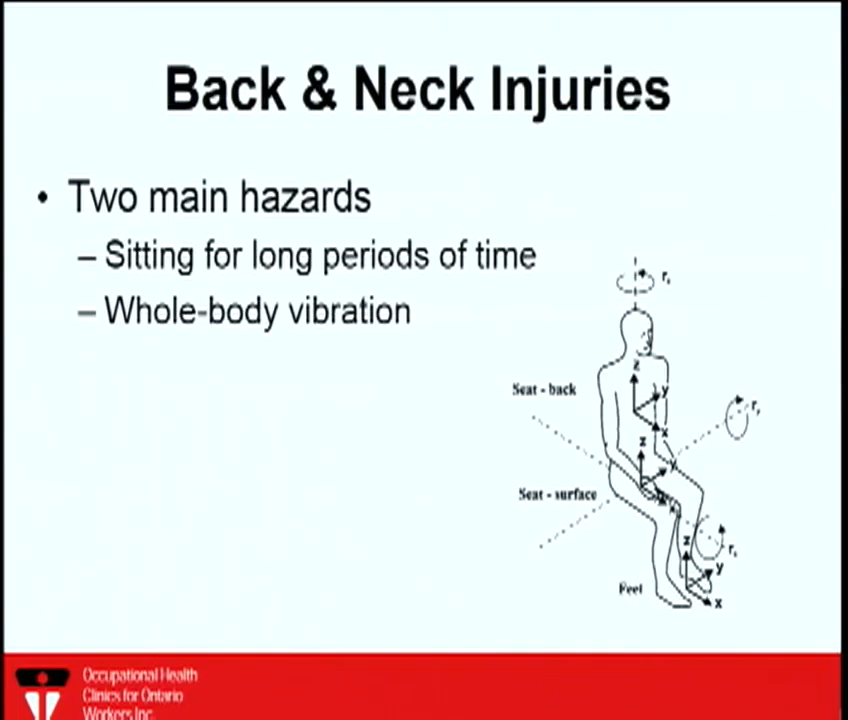 Back & Neck Injuries
• Two main hazards
– Sitting for long periods of time
– Whole-body vibration
Seat - back
z
y
x
z
y
Seat - surface
z
y
Feel
x
Occupational Health
Clinics for Ontario
Workers Inc.